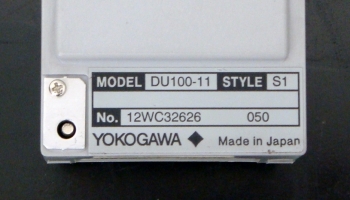 MODEL DU100-11 STYLE S1
No. 12WC32626 050
YOKOGAWA Made in Japan